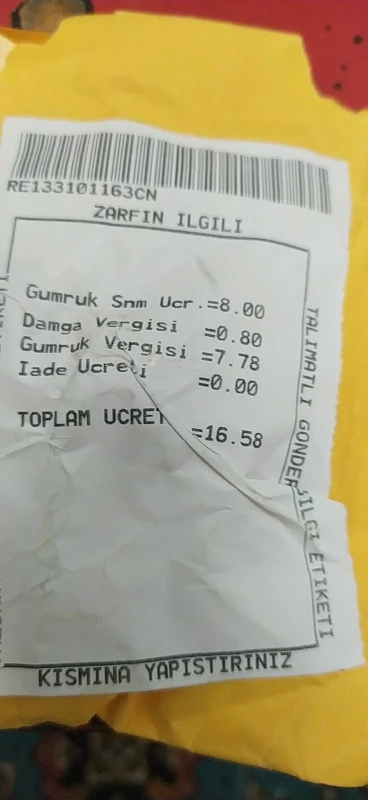 RE133101163CN
ZARFIN ILGILI
Gumruk Snm Ucr.=8.00
Damga Vergisi =0.80
Gumruk Vergisi =7.78
Iade Ucreti =0.00
TOPLAM UCRET =16.58
TALIMATLI GONDERI BILGI ETIKETI
KISMINA YAPISTIRINIZ